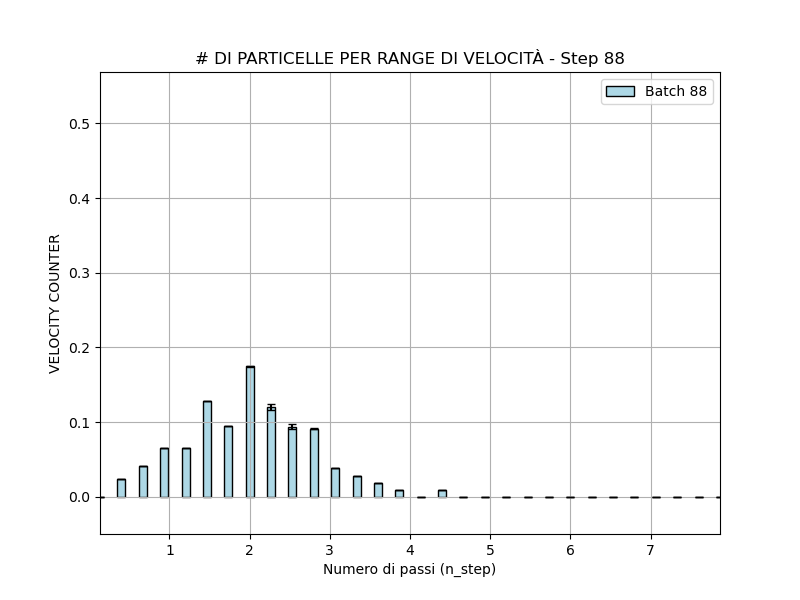 # DI PARTICELLE PER RANGE DI VELOCITÀ - Step 88
Batch 88
VELOCITY COUNTER
0.5
0.4
0.3
0.2
0.1
0.0
1 2 3 4 5 6 7
Numero di passi (n_step)